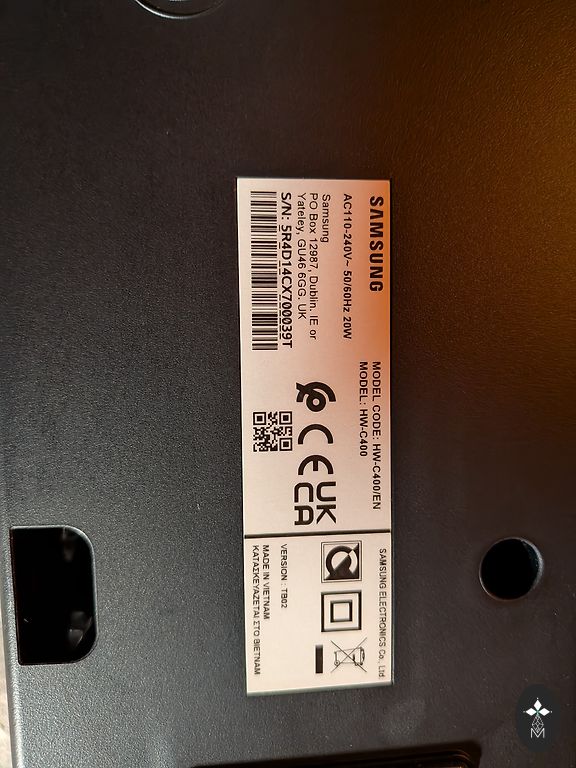 SAMSUNG
AC110-240V~ 50/60Hz 20W
Samsung
PO Box 12987, Dublin. IE or
Yateley, GU46 6GG. UK
S/N: 5R4D14CX700039T
MODEL CODE: HW-C400/EN
MODEL: HW-C400
CE
UK
CA
SAMSUNG ELECTRONICS Co., Ltd.
VERSION : TB02
MADE IN VIETNAM
ΚΑΤΑΣΚΕΥΑΖΕΤΑΙ ΣΤΟ ΒΙΕΤΝΑΜ
M